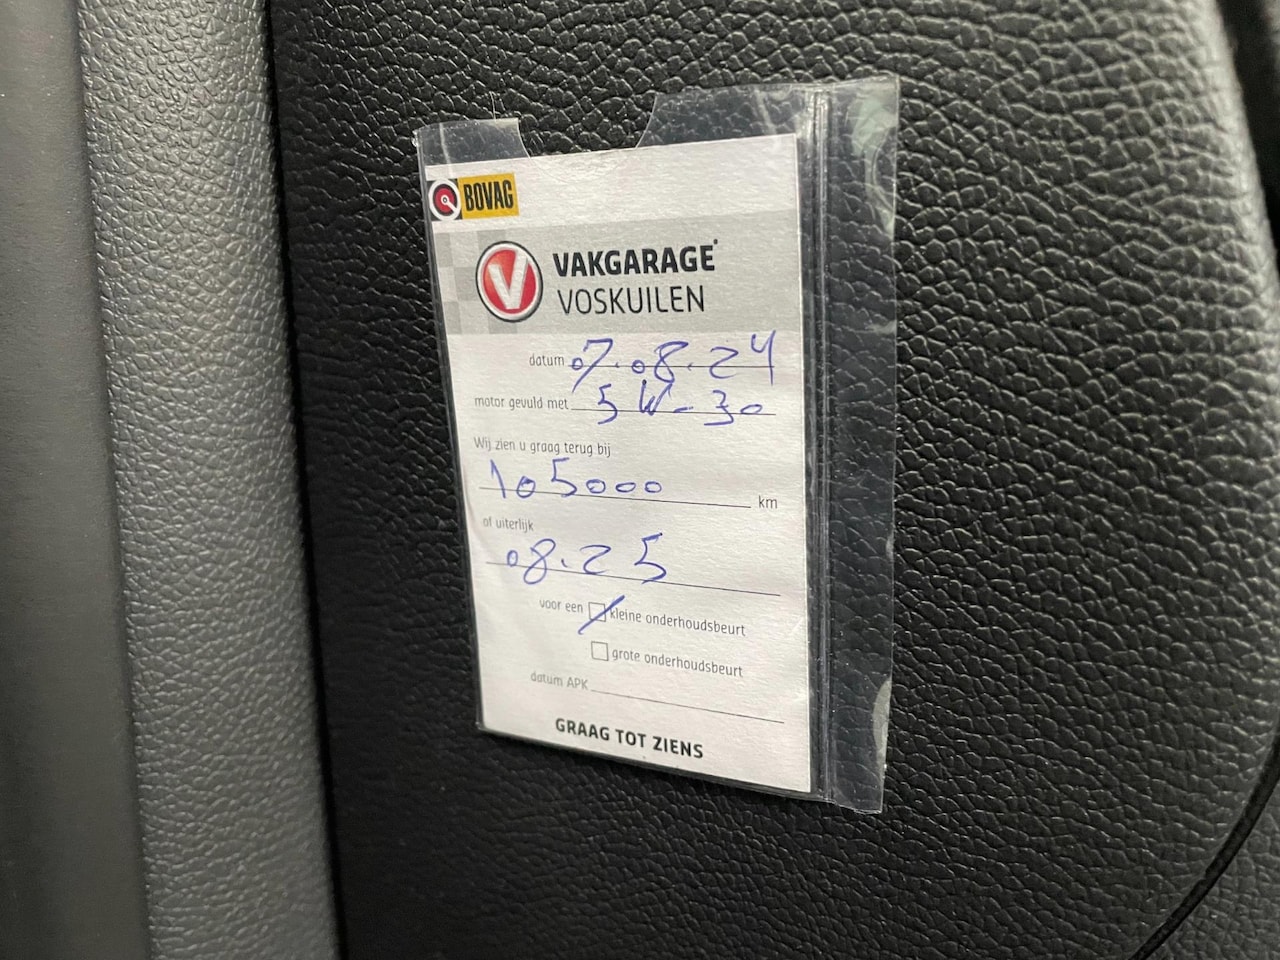 BOVAG
VAKGARAGE
VOSKUILEN
datum 07.08.24
motor gevuld met 5W-30
Wij zien u graag terug bij
105000 km
of uiterlijk
08.25
voor een kleine onderhoudsbeurt
grote onderhoudsbeurt
datum APK
GRAAG TOT ZIENS